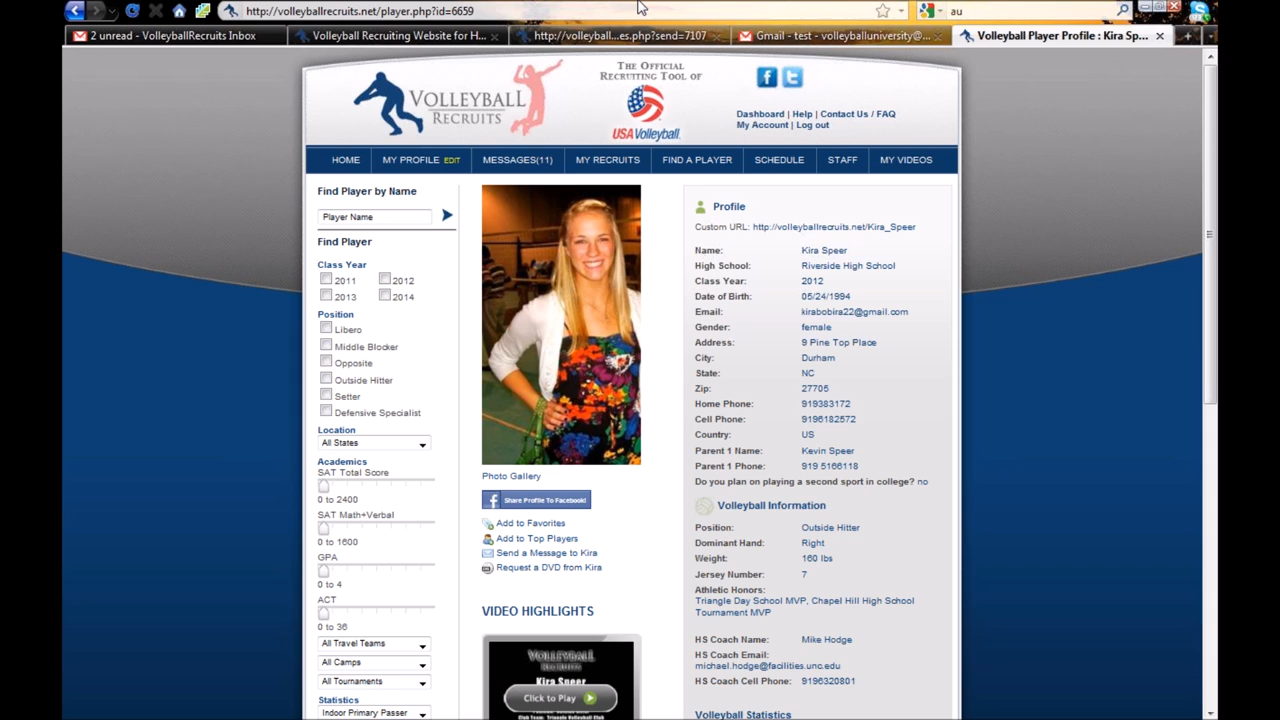 http://volleyballrecruits.net/player.php?id=6659
au
2 unread - VolleyballRecruits Inbox
Volleyball Recruiting Website for H...
http://volleyball...es.php?send=7107
Gmail - test - volleyballuniversity@...
Volleyball Player Profile : Kira Sp...
VOLLEYBALL
RECRUITS
THE OFFICIAL
RECRUITING TOOL OF
USAVolleyball.
Dashboard | Help | Contact Us / FAQ
My Account | Log out
HOME
MY PROFILE EDIT
MESSAGES(11)
MY RECRUITS
FIND A PLAYER
SCHEDULE
STAFF
MY VIDEOS
Find Player by Name
Player Name
Find Player
Class Year
2011 2012
2013 2014
Position
Libero
Middle Blocker
Opposite
Outside Hitter
Setter
Defensive Specialist
Location
All States
Academics
SAT Total Score
0 to 2400
SAT Math+Verbal
0 to 1600
GPA
0 to 4
ACT
0 to 36
All Travel Teams
All Camps
All Tournaments
Statistics
Indoor Primary Passer
Photo Gallery
Share Profile To Facebook!
Add to Favorites
Add to Top Players
Send a Message to Kira
Request a DVD from Kira
VIDEO HIGHLIGHTS
VOLLEYBALL
RECRUITS
Kira Speer
Click to Play
Profile
Custom URL: http://volleyballrecruits.net/Kira_Speer
Name: Kira Speer
High School: Riverside High School
Class Year: 2012
Date of Birth: 05/24/1994
Email: kirabobira22@gmail.com
Gender: female
Address: 9 Pine Top Place
City: Durham
State: NC
Zip: 27705
Home Phone: 919383172
Cell Phone: 9196182572
Country: US
Parent 1 Name: Kevin Speer
Parent 1 Phone: 919 5166118
Do you plan on playing a second sport in college? no
Volleyball Information
Position: Outside Hitter
Dominant Hand: Right
Weight: 160 lbs
Jersey Number: 7
Athletic Honors:
Triangle Day School MVP, Chapel Hill High School
Tournament MVP
HS Coach Name: Mike Hodge
HS Coach Email:
michael.hodge@facilities.unc.edu
HS Coach Cell Phone: 9196320801
Volleyball Statistics